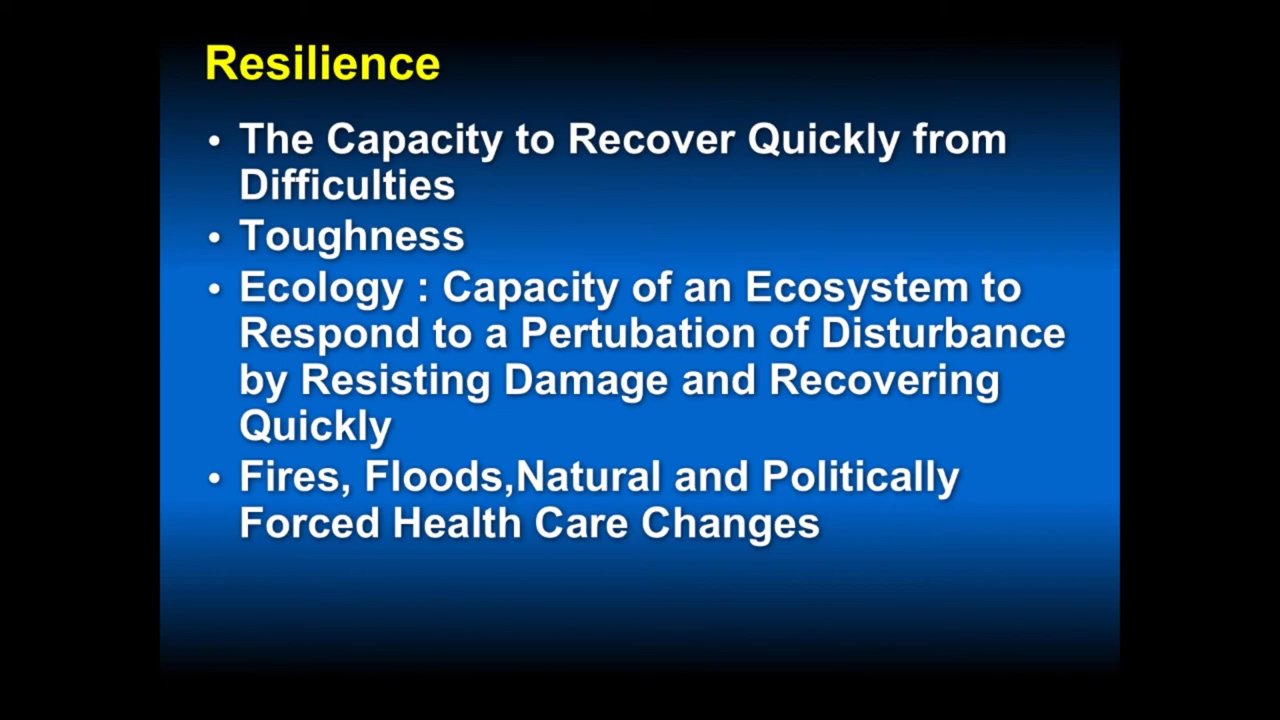 Resilience
• The Capacity to Recover Quickly from
Difficulties
• Toughness
• Ecology : Capacity of an Ecosystem to
Respond to a Pertubation of Disturbance
by Resisting Damage and Recovering
Quickly
• Fires, Floods,Natural and Politically
Forced Health Care Changes